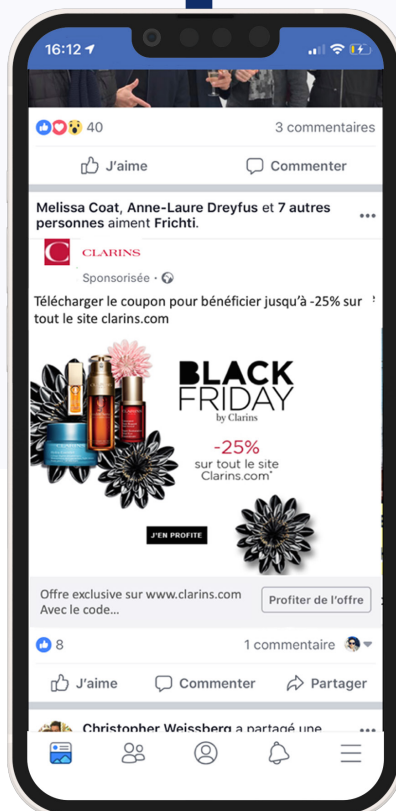 16:12
40
3 commentaires
J'aime
Commenter
Melissa Coat, Anne-Laure Dreyfus et 7 autres
personnes aiment Frichti.
C CLARINS
Sponsorisée ·
Télécharger le coupon pour bénéficier jusqu'à -25% sur
tout le site clarins.com
BLACK
FRIDAY
by Clarins
-25%
sur tout le site
Clarins.com*
J'EN PROFITE
Offre exclusive sur www.clarins.com
Avec le code...
Profiter de l'offre
8
1 commentaire
J'aime
Commenter
Partager
Christopher Weissberg a partagé une